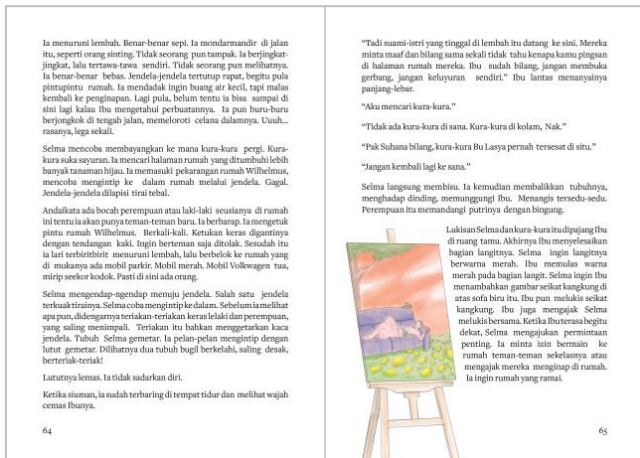 Ia menuruni lembah. Benar-benar sepi. Ia mondarmandir di jalan
itu, seperti orang sinting. Tidak seorang pun tampak. Ia berjingkat-
jingkat, lalu tertawa-tawa sendiri. Tidak seorang pun melihatnya.
Ia benar-benar bebas. Jendela-jendela tertutup rapat, begitu pula
pintupintu rumah. Ia mendadak ingin buang air kecil, tapi malas
kembali ke penginapan. Lagi pula, belum tentu ia bisa sampai di
sini lagi kalau Ibu mengetahui perbuatannya. Ia pun buru-buru
berjongkok di tengah jalan, memeloroti celana dalamnya. Uuuh...
rasanya, lega sekali.
Selma mencoba membayangkan ke mana kura-kura pergi. Kura-
kura suka sayuran. Ia mencari halaman rumah yang ditumbuhi lebih
banyak tanaman hijau. Ia memasuki pekarangan rumah Wilhelmus,
mencoba mengintip ke dalam rumah melalui jendela. Gagal.
Jendela-jendela dilapisi tirai tebal.
Andaikata ada bocah perempuan atau laki-laki seusianya di rumah
ini tentu ia akan punya teman-teman baru. Ia berharap. Ia mengetuk
pintu rumah Wilhelmus. Berkali-kali. Ketukan keras digantinya
dengan tendangan kaki. Ingin berteman saja ditolak. Sesudah itu
ia lari terbiritbirit menuruni lembah, lalu berbelok ke rumah yang
di mukanya ada mobil parkir. Mobil merah. Mobil Volkwagen tua,
mirip seekor kodok. Pasti di sini ada orang.
Selma mengendap-ngendap menuju jendela. Salah satu jendela
terkuak tirainya. Selma coba mengintip ke dalam. Sebelum ia melihat
apa pun, didengarnya teriakan-teriakan keras lelaki dan perempuan,
yang saling menimpali. Teriakan itu bahkan menggetarkan kaca
jendela. Tubuh Selma gemetar. Ia pelan-pelan mengintip dengan
lutut gemetar. Dilihatnya dua tubuh bugil berkelahi, saling desak,
berteriak-teriak!
Lututnya lemas. Ia tidak sadarkan diri.
Ketika siuman, ia sudah terbaring di tempat tidur dan melihat wajah
cemas Ibunya.
64
“Tadi suami-istri yang tinggal di lembah itu datang ke sini. Mereka
minta maaf dan bilang sama sekali tidak tahu kenapa kamu pingsan
di halaman rumah mereka. Ibu sudah bilang, jangan membuka
gerbang, jangan keluyuran sendiri.” Ibu lantas menanyainya
panjang-lebar.
“Aku mencari kura-kura.”
“Tidak ada kura-kura di sana. Kura-kura di kolam, Nak.”
“Pak Suhana bilang, kura-kura Bu Lasya pernah tersesat di situ.”
“Jangan kembali lagi ke sana.”
Selma langsung membisu. Ia kemudian membalikkan tubuhnya,
menghadap dinding, memunggungi Ibu. Menangis tersedu-sedu.
Perempuan itu memandangi putrinya dengan bingung.
Lukisan Selma dan kura-kura itu dipajang Ibu
di ruang tamu. Akhirnya Ibu menyelesaikan
bagian langitnya. Selma ingin langitnya
berwarna merah. Ibu memulas warna
merah pada bagian langit. Selma ingin Ibu
menambahkan gambar seikat kangkung di
atas sofa biru itu. Ibu pun melukis seikat
kangkung. Ibu juga mengajak Selma
melukis bersama. Ketika Ibu terasa begitu
dekat, Selma mengajukan permintaan
penting. Ia minta izin bermain ke
rumah teman-teman sekelasnya atau
mengajak mereka menginap di rumah.
Ia ingin rumah yang ramai.
65